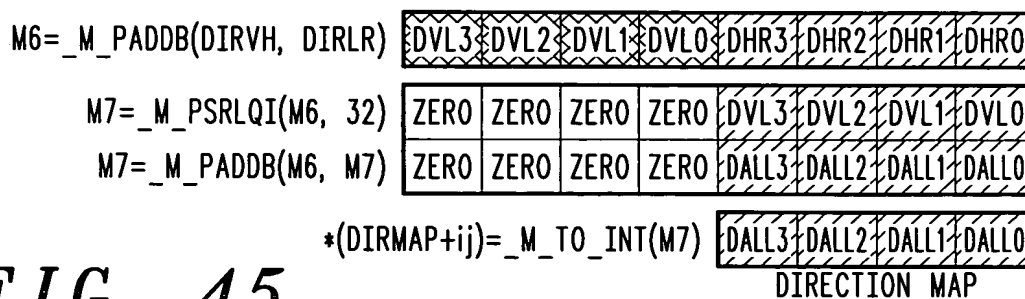 M6=_M_PADDB(DIRVH, DIRLR) DVL3 DVL2 DVL1 DVL0 DHR3 DHR2 DHR1 DHR0
M7=_M_PSRLQI(M6, 32) ZERO ZERO ZERO ZERO DVL3 DVL2 DVL1 DVL0
M7=_M_PADDB(M6, M7) ZERO ZERO ZERO ZERO DALL3 DALL2 DALL1 DALL0
*(DIRMAP+ij)=_M_TO_INT(M7) DALL3 DALL2 DALL1 DALL0
DIRECTION MAP
FIG. 45